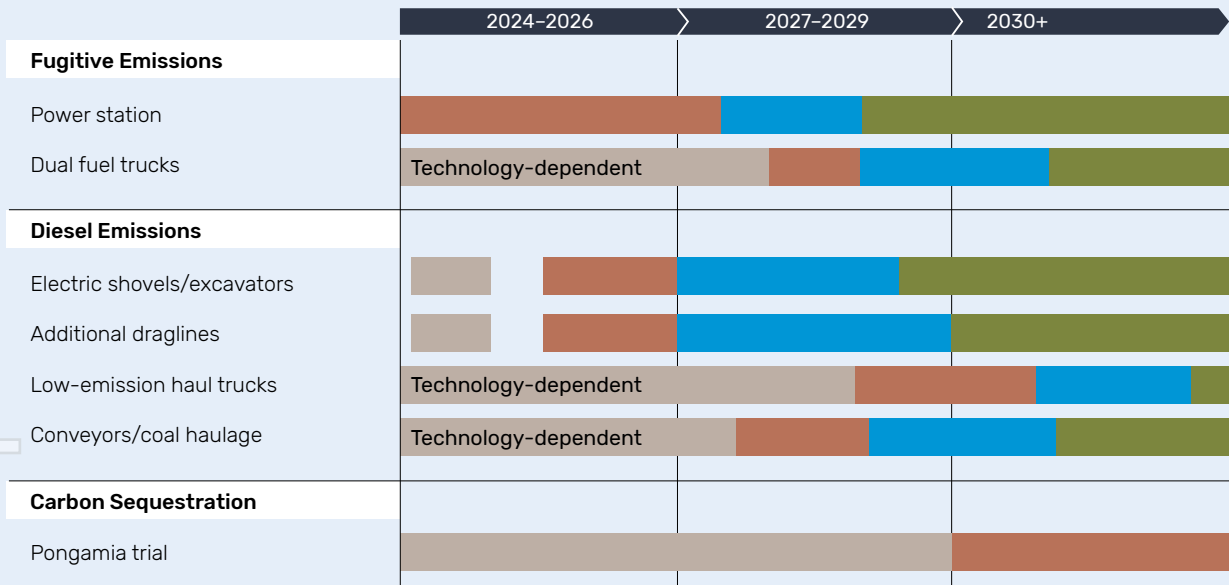 2024–2026 2027–2029 2030+
Fugitive Emissions
Power station
Dual fuel trucks Technology-dependent
Diesel Emissions
Electric shovels/excavators
Additional draglines
Low-emission haul trucks Technology-dependent
Conveyors/coal haulage Technology-dependent
Carbon Sequestration
Pongamia trial